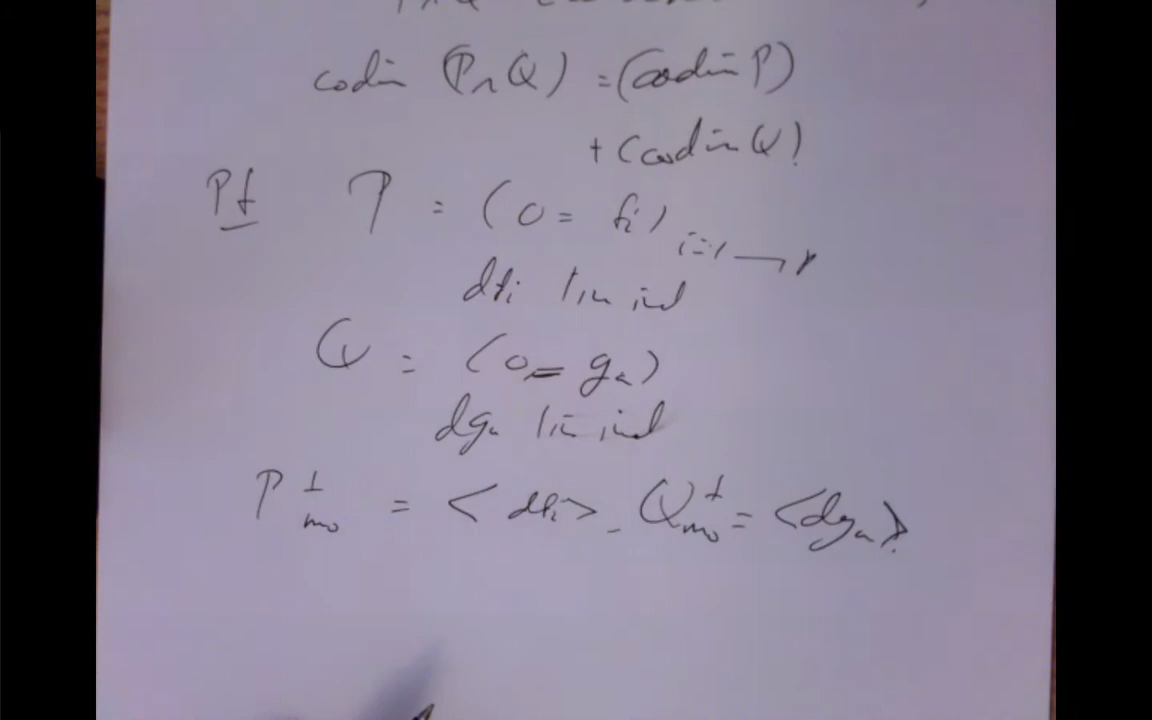 codim (P∩Q) = (codim P)
+ (codim Q)
Pf P = (0 = fi) i=1 → r
dfi lin ind
Q = (0 = ga)
dga lin ind
P⊥ m0 = <dfi>. Q⊥ m0 = <dga>.